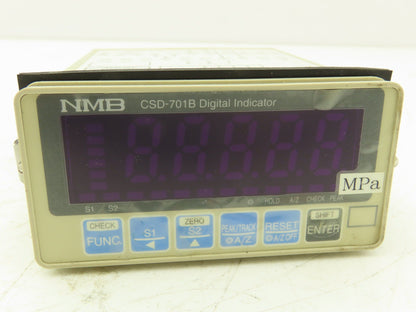 NMB CSD-701B Digital Indicator
MPa
S1 S2 HOLD A/Z CHECK PEAK
CHECK ZERO SHIFT
FUNC. S1 S2 PEAK/TRACK RESET ENTER
A/Z A/Z OFF